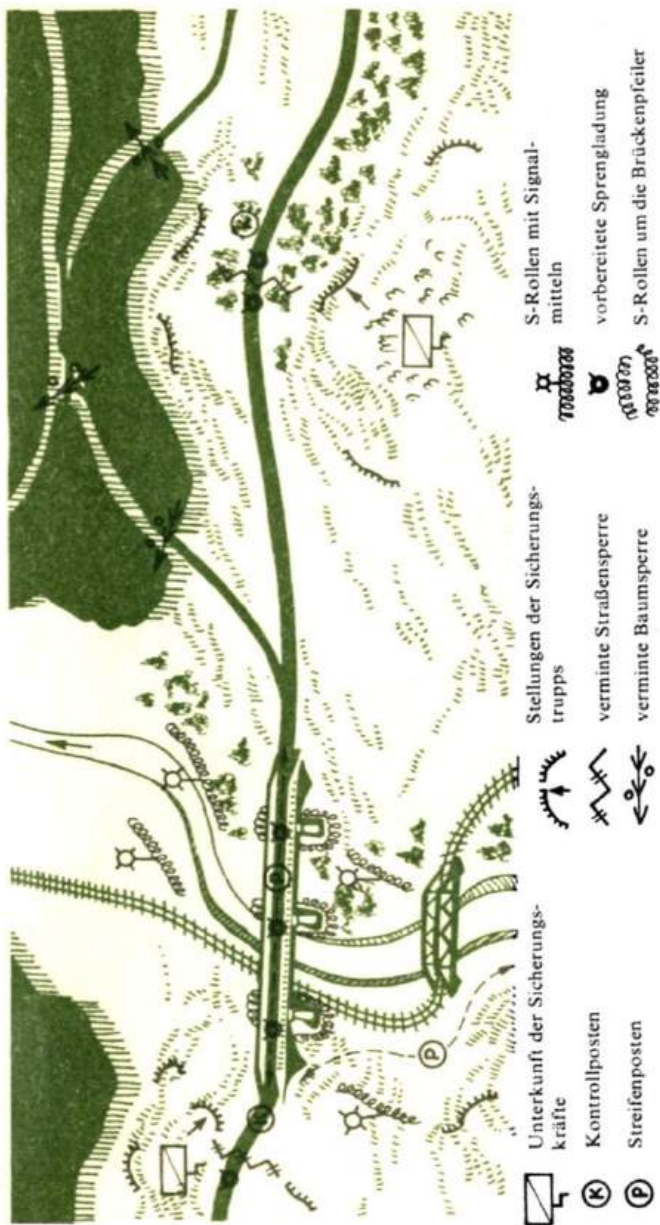 K
K
P
P
Unterkunft der Sicherungs-
kräfte
K Kontrollposten
P Streifenposten
Stellungen der Sicherungs-
trupps
verminte Straßensperre
verminte Baumsperre
S-Rollen mit Signal-
mitteln
vorbereitete Sprengladung
S-Rollen um die Brückenpfeiler